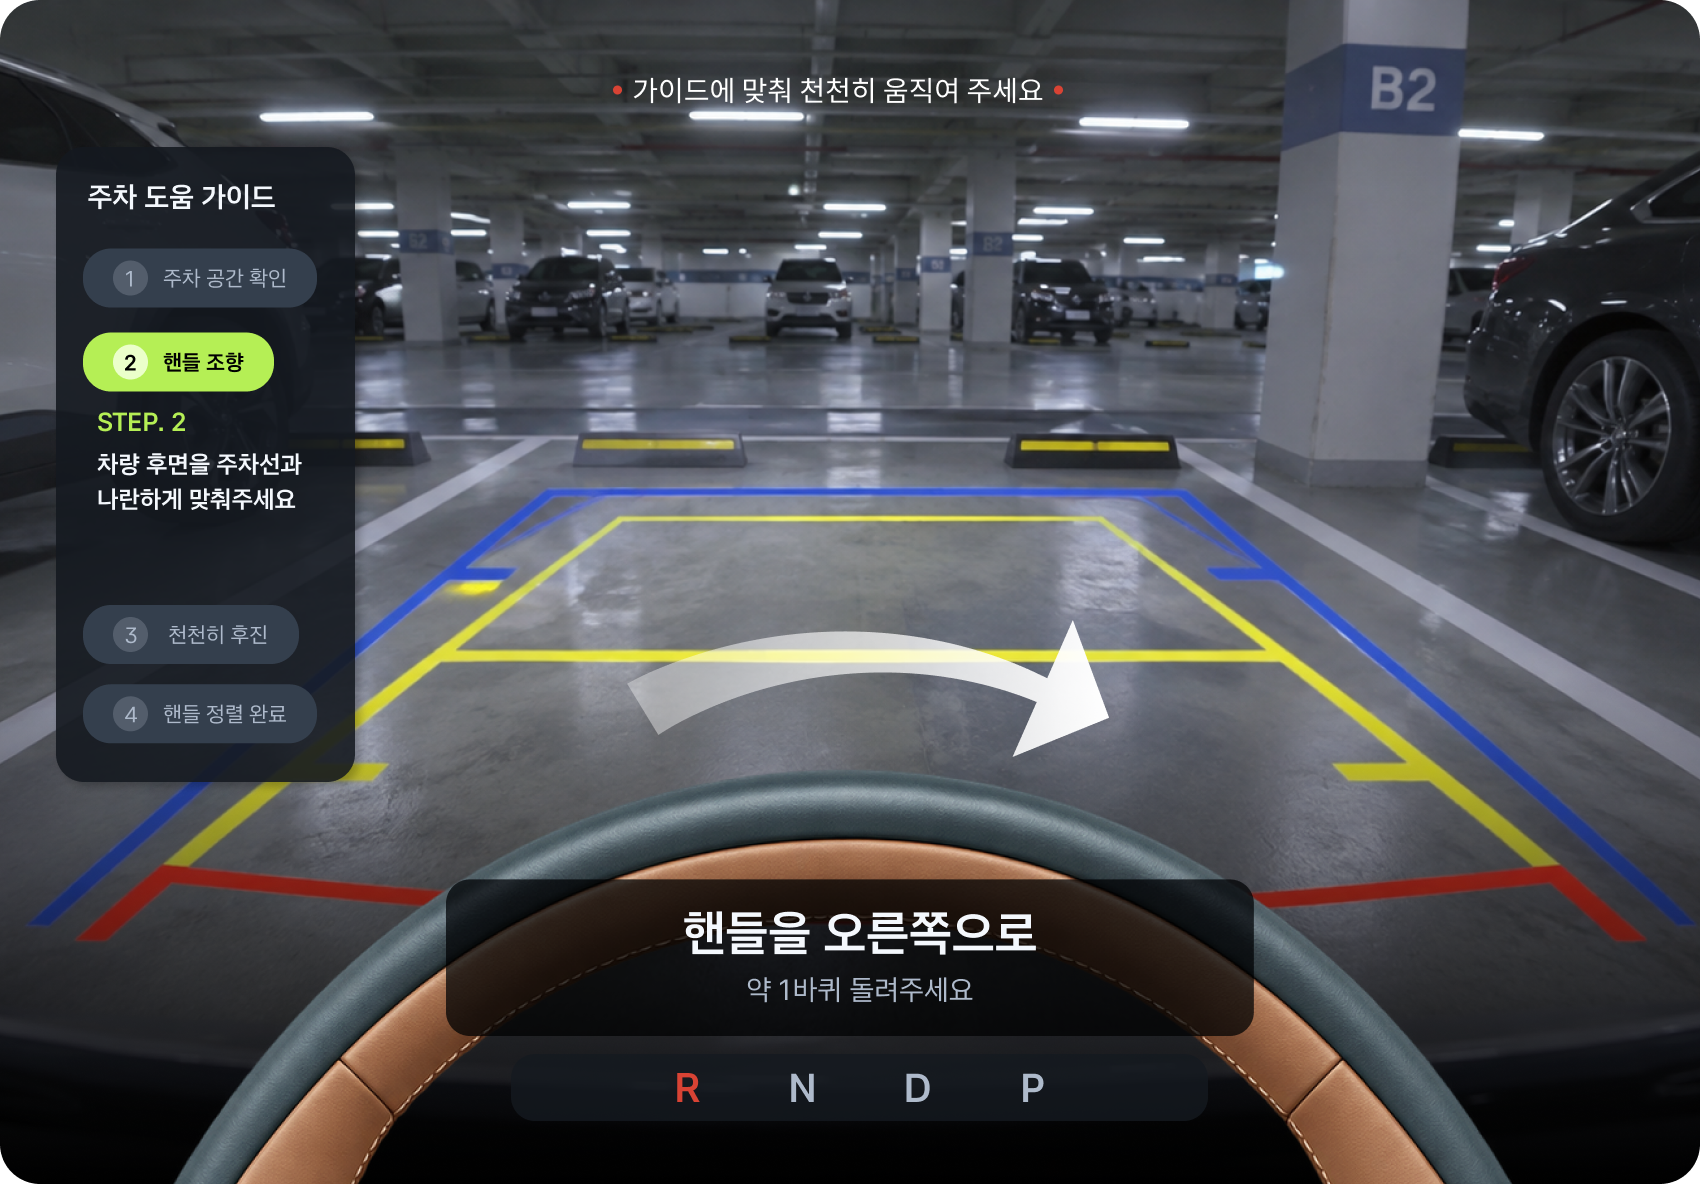 가이드에 맞춰 천천히 움직여 주세요
B2
주차 도움 가이드
1 주차 공간 확인
2 핸들 조향
STEP. 2
차량 후면을 주차선과
나란하게 맞춰주세요
3 천천히 후진
4 핸들 정렬 완료
B2
B2
핸들을 오른쪽으로
약 1바퀴 돌려주세요
R N D P